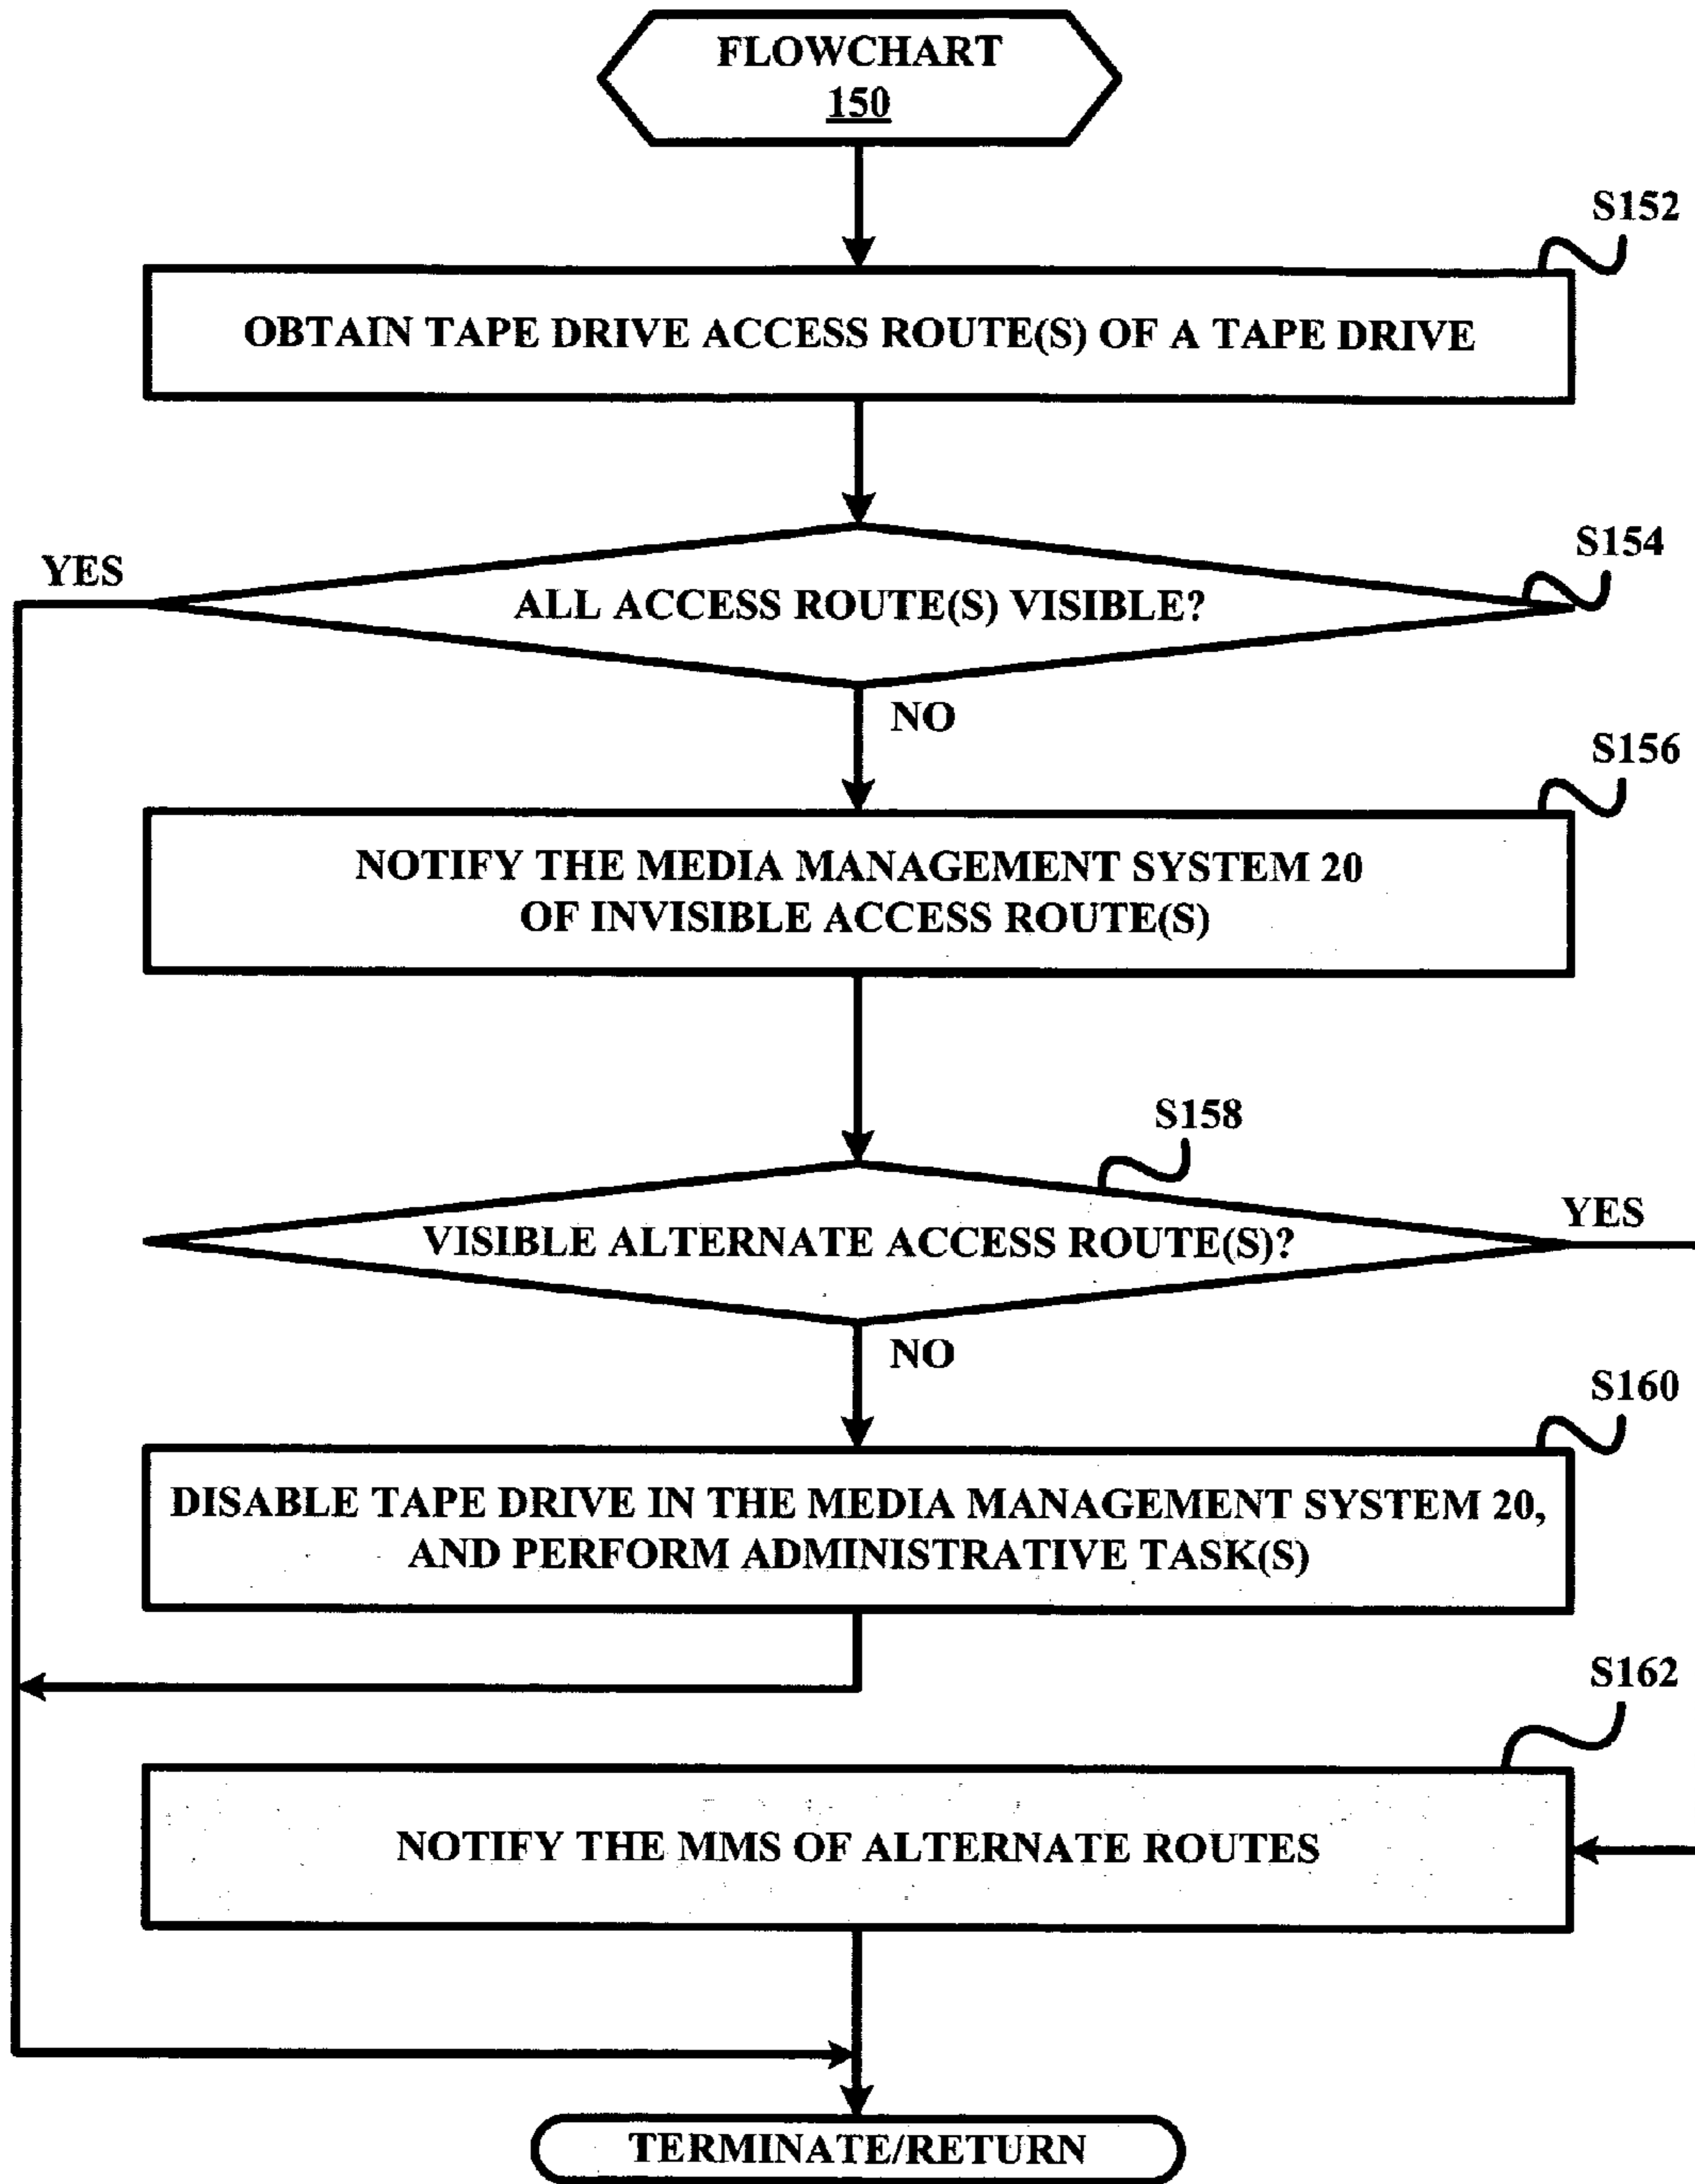 FLOWCHART
150
S152
OBTAIN TAPE DRIVE ACCESS ROUTE(S) OF A TAPE DRIVE
S154
YES
ALL ACCESS ROUTE(S) VISIBLE?
NO
S156
NOTIFY THE MEDIA MANAGEMENT SYSTEM 20
OF INVISIBLE ACCESS ROUTE(S)
S158
YES
VISIBLE ALTERNATE ACCESS ROUTE(S)?
NO
S160
DISABLE TAPE DRIVE IN THE MEDIA MANAGEMENT SYSTEM 20,
AND PERFORM ADMINISTRATIVE TASK(S)
S162
NOTIFY THE MMS OF ALTERNATE ROUTES
TERMINATE/RETURN